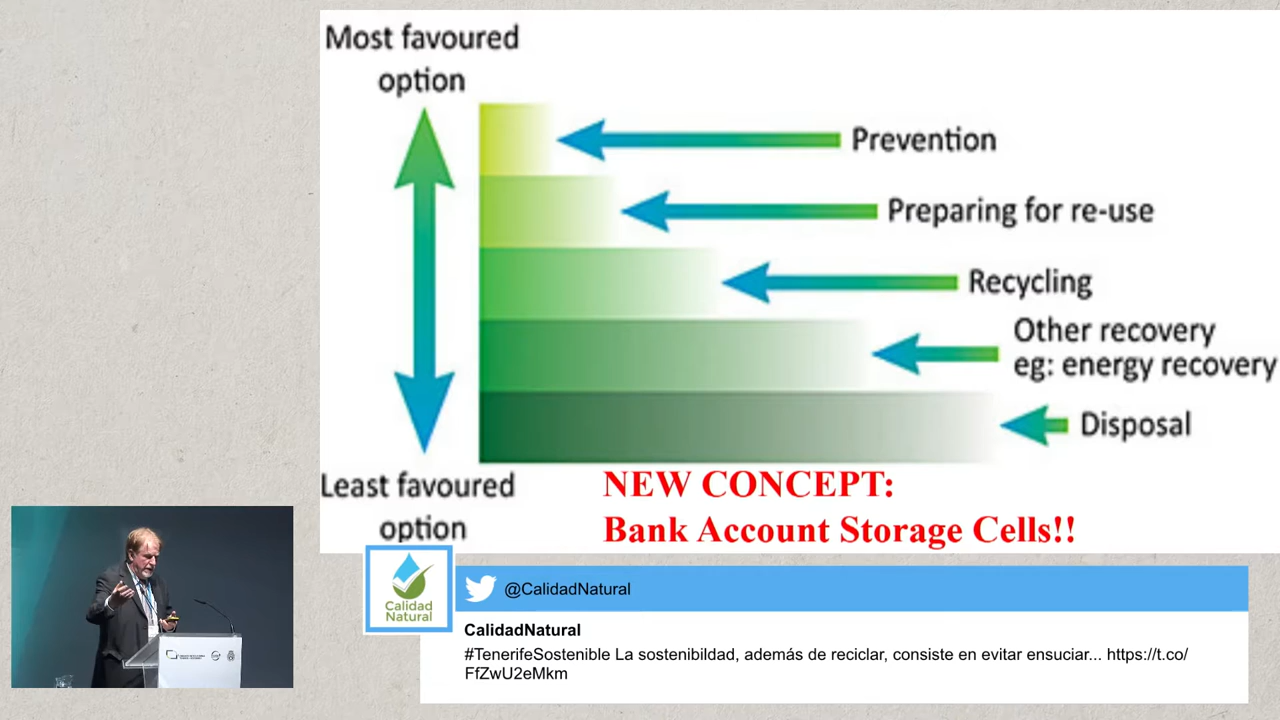 Most favoured
option
Prevention
Preparing for re-use
Recycling
Other recovery
eg: energy recovery
Disposal
Least favoured
option
NEW CONCEPT:
Bank Account Storage Cells!!
Calidad
Natural
@CalidadNatural
CalidadNatural
#TenerifeSostenible La sostenibildad, además de reciclar, consiste en evitar ensuciar... https://t.co/
FfZwU2eMkm